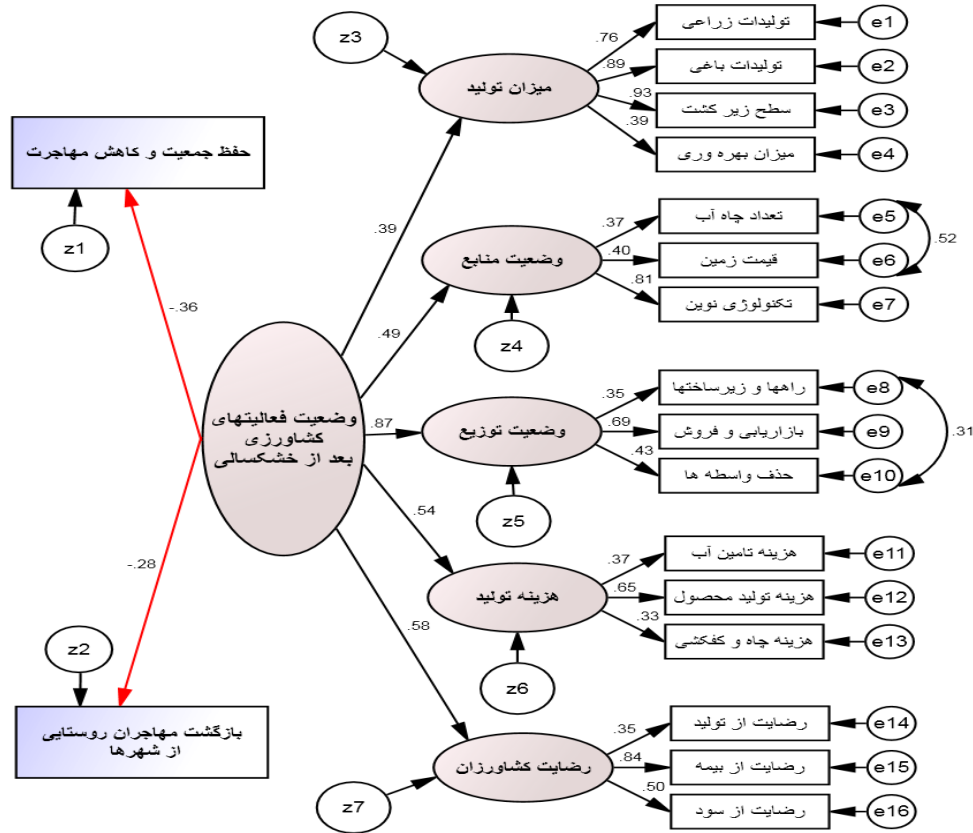 z3
.76
تولیدات زراعی
e1
.89
تولیدات باغی
e2
میزان تولید
.93
سطح زیر کشت
e3
.39
میزان بهره وری
e4
حفظ جمعیت و کاهش مهاجرت
z1
.39
.37
تعداد چاه آب
e5
.52
وضعیت منابع
.40
قیمت زمین
e6
.81
تکنولوژی نوین
e7
-.36
.49
z4
وضعیت فعالیتهای
کشاورزی
بعد از خشکسالی
.87
وضعیت توزیع
.35
راهها و زیرساختها
e8
.69
بازاریابی و فروش
e9
.31
.43
حذف واسطه ها
e10
z5
.54
-.28
هزینه تولید
.37
هزینه تامین آب
e11
.65
هزینه تولید محصول
e12
.33
هزینه چاه و کفکشی
e13
z2
.58
z6
بازگشت مهاجران روستایی
از شهرها
رضایت کشاورزان
.35
رضایت از تولید
e14
.84
رضایت از بیمه
e15
.50
رضایت از سود
e16
z7